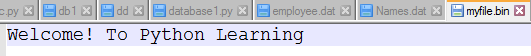 c.py db1 dd database1.py employee.dat Names.dat myfile.bin
Welcome! To Python Learning